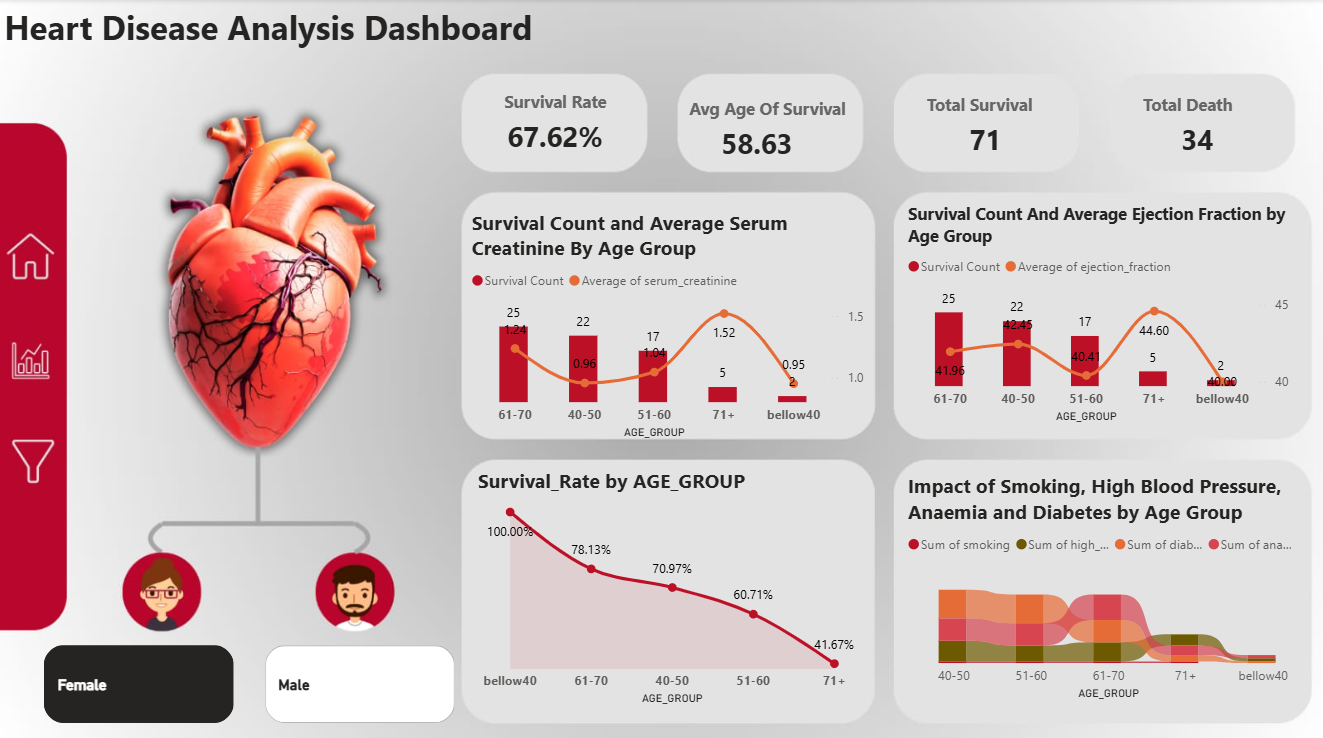 Heart Disease Analysis Dashboard
Survival Rate
67.62%
Avg Age Of Survival
58.63
Total Survival
71
Total Death
34
Survival Count and Average Serum
Creatinine By Age Group
Survival Count Average of serum_creatinine
25
22
17
5
2
1.24
0.96
1.04
1.52
0.95
1.5
1.0
61-70 40-50 51-60 71+ bellow40
AGE_GROUP
Survival Count And Average Ejection Fraction by
Age Group
Survival Count Average of ejection_fraction
25
22
17
5
2
41.96
42.45
40.41
44.60
40.00
45
40
61-70 40-50 51-60 71+ bellow40
AGE_GROUP
Survival_Rate by AGE_GROUP
100.00%
78.13%
70.97%
60.71%
41.67%
bellow40 61-70 40-50 51-60 71+
AGE_GROUP
Impact of Smoking, High Blood Pressure,
Anaemia and Diabetes by Age Group
Sum of smoking Sum of high_... Sum of diab... Sum of ana...
40-50 51-60 61-70 71+ bellow40
AGE_GROUP
Female
Male